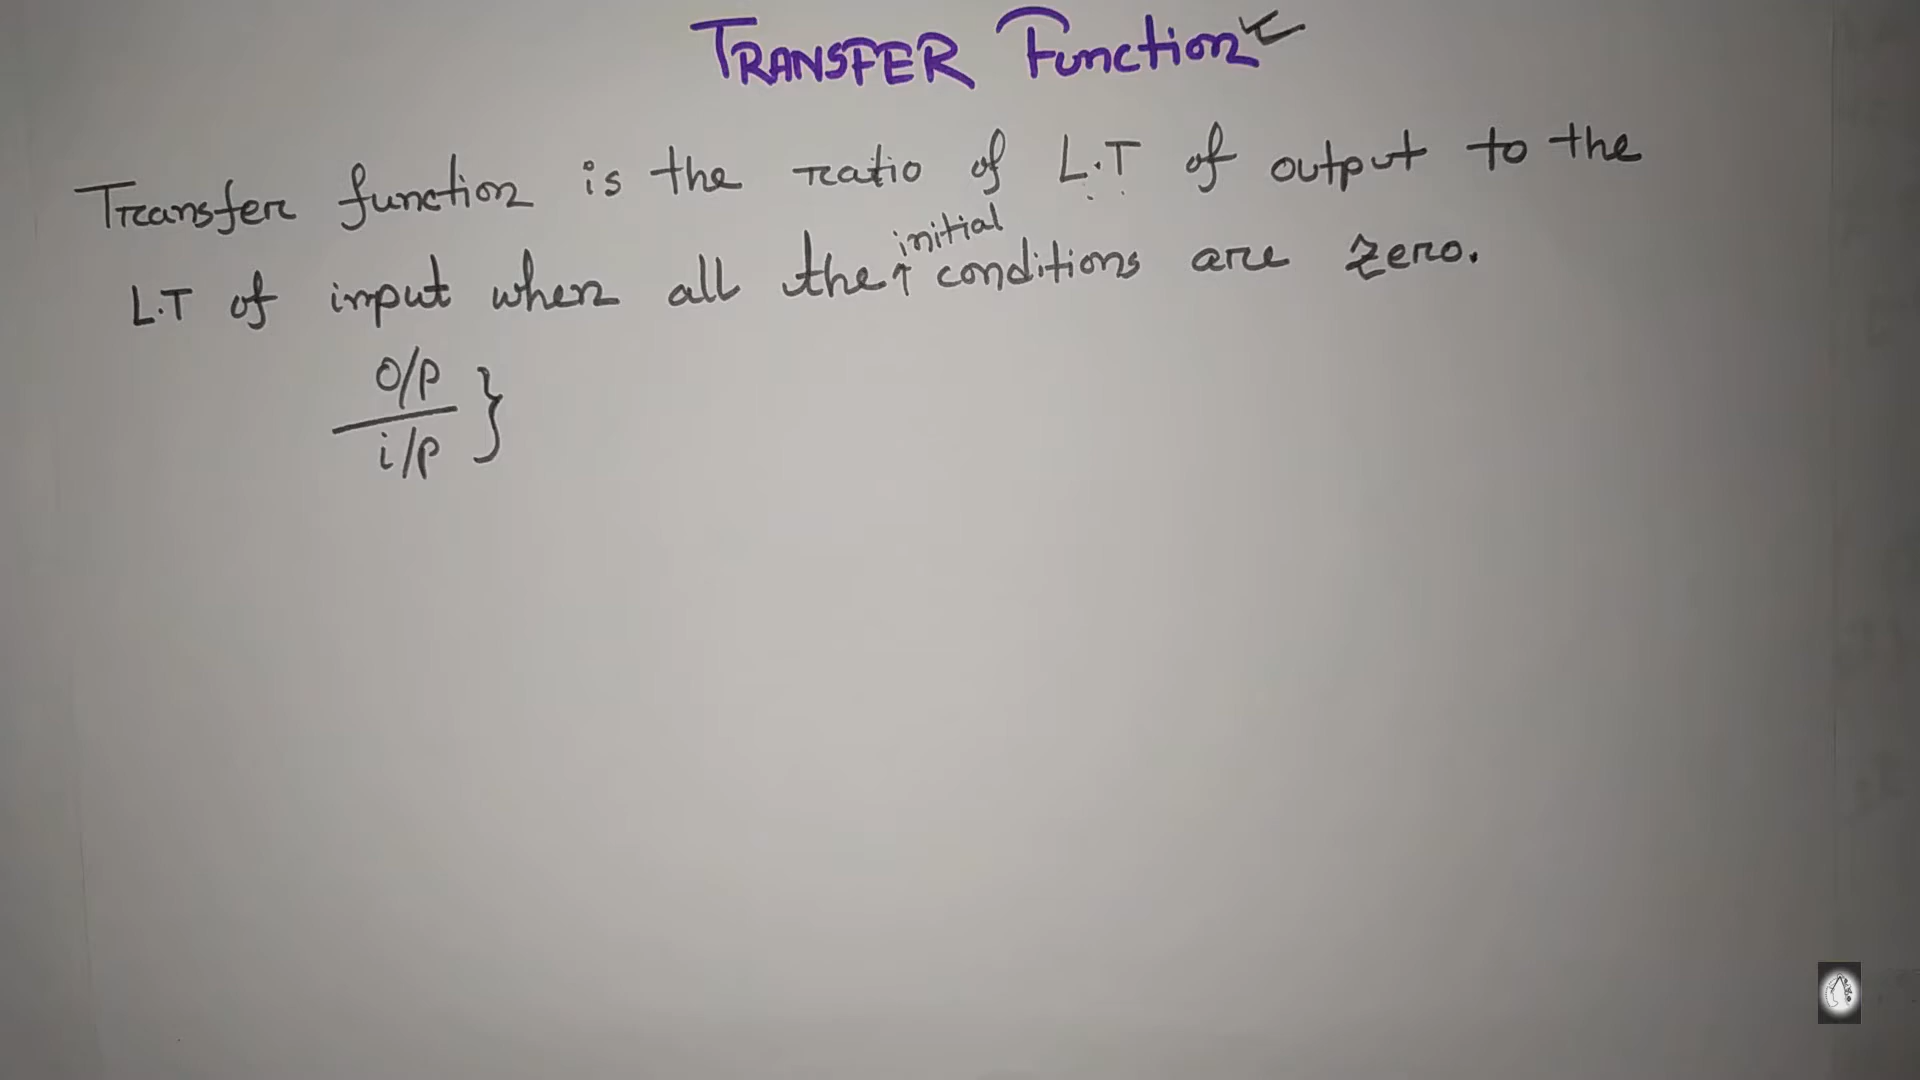 TRANSFER Function
Transfer function is the ratio of L.T of output to the
L.T of input when all the initial conditions are zero.
o/p
i/p }